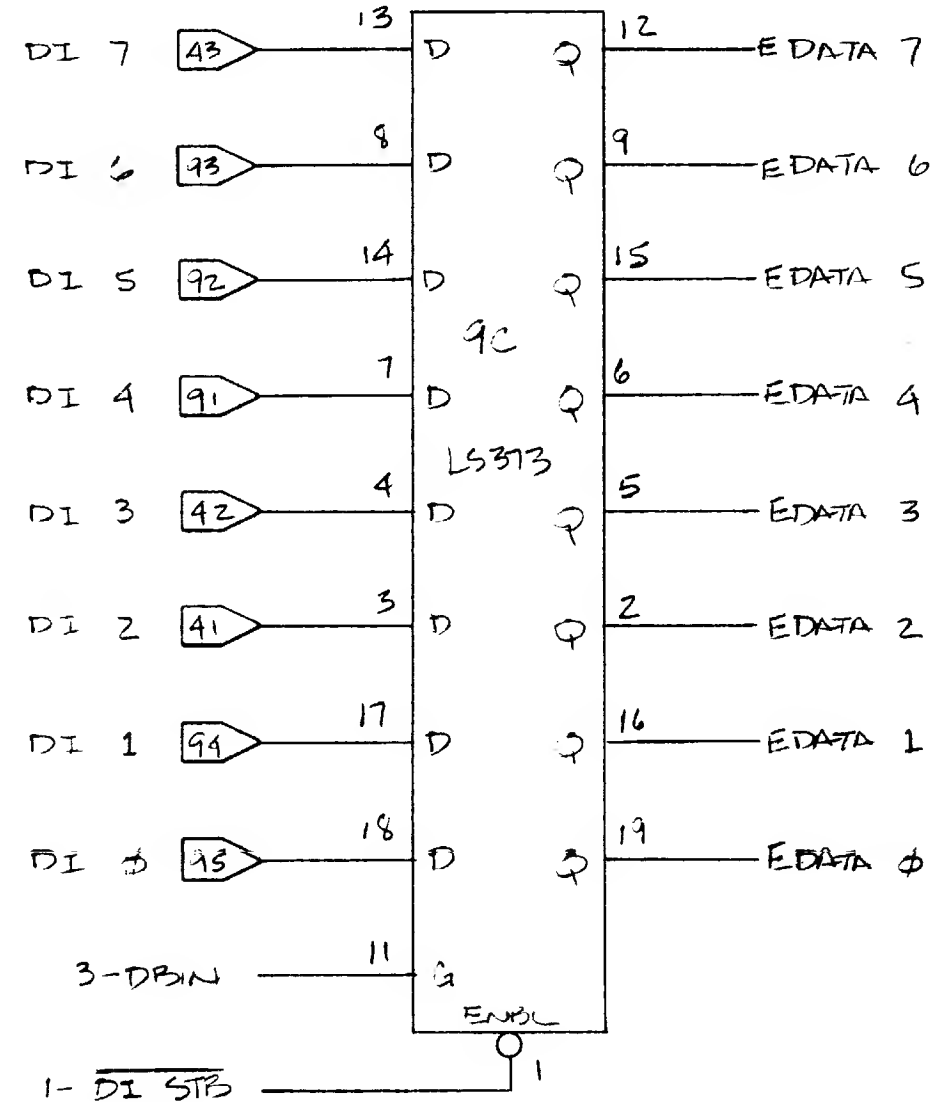 DI 7 43 13 D Q 12 EDATA 7
DI 6 93 8 D Q 9 EDATA 6
DI 5 92 14 D Q 15 EDATA 5
9C
DI 4 91 7 D Q 6 EDATA 4
LS373
DI 3 42 4 D Q 5 EDATA 3
DI 2 41 3 D Q 2 EDATA 2
DI 1 94 17 D Q 16 EDATA 1
DI ϕ 95 18 D Q 19 EDATA ϕ
3-DBIN 11 G
ENBL
1- DI STB 1